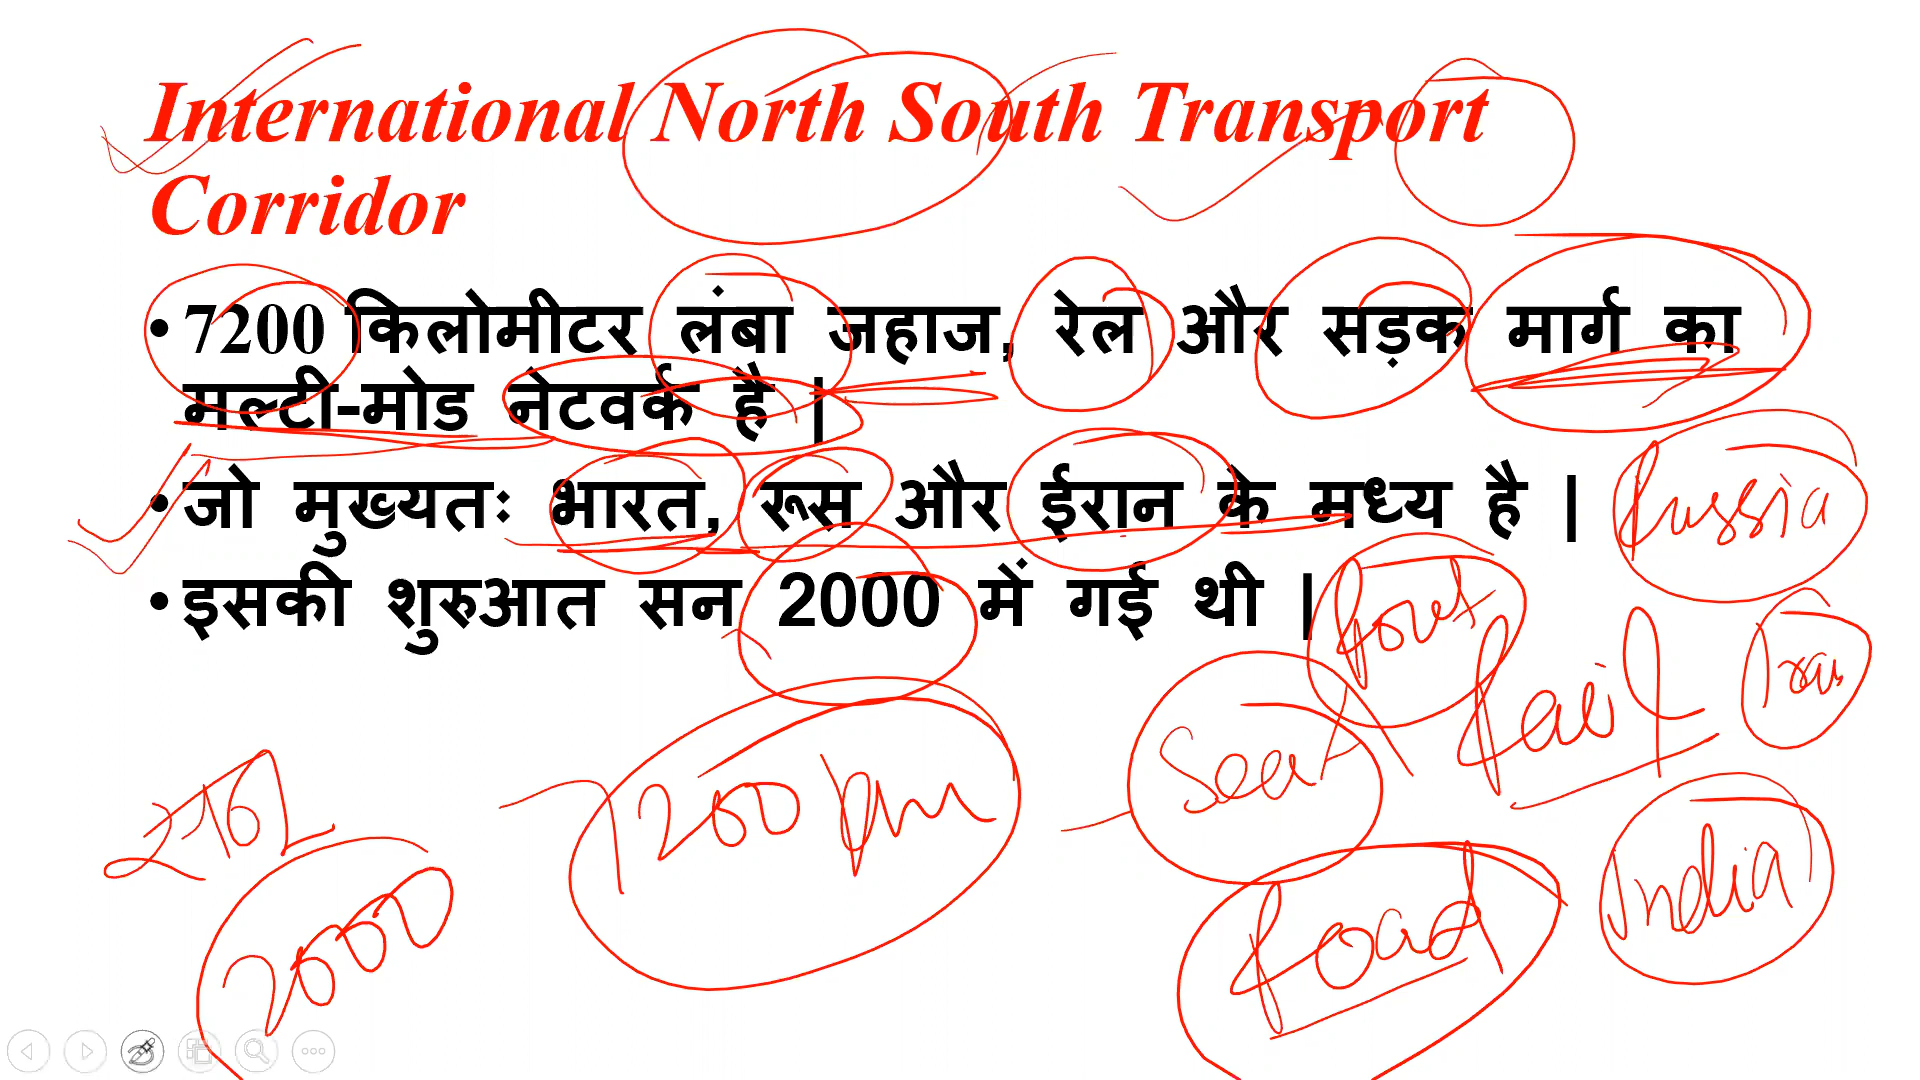 International North South Transport
Corridor
• 7200 किलोमीटर लंबा जहाज, रेल और सड़क मार्ग का
मल्टी-मोड नेटवर्क है |
• जो मुख्यतः भारत, रूस और ईरान के मध्य है |
Russia
• इसकी शुरुआत सन 2000 में गई थी |
Rail
Iran
Sea
7200 km
Road
India
2000